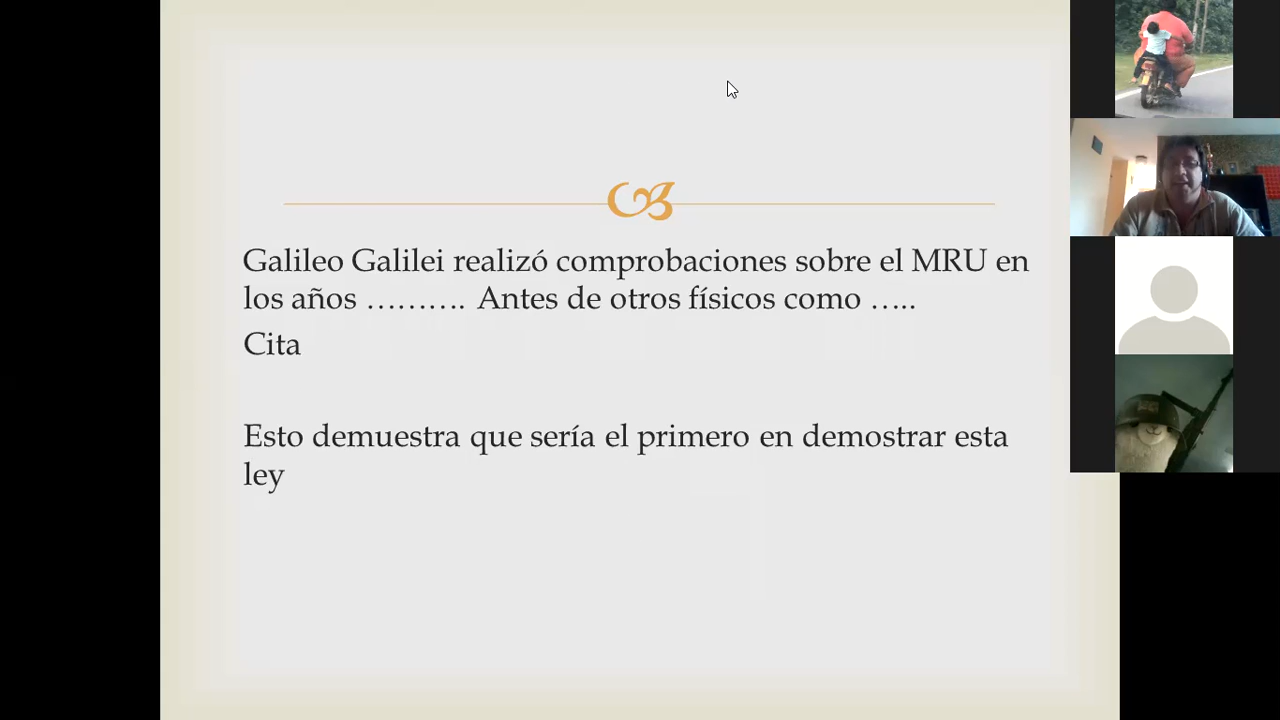 Galileo Galilei realizó comprobaciones sobre el MRU en
los años ………. Antes de otros físicos como …..
Cita
Esto demuestra que sería el primero en demostrar esta
ley